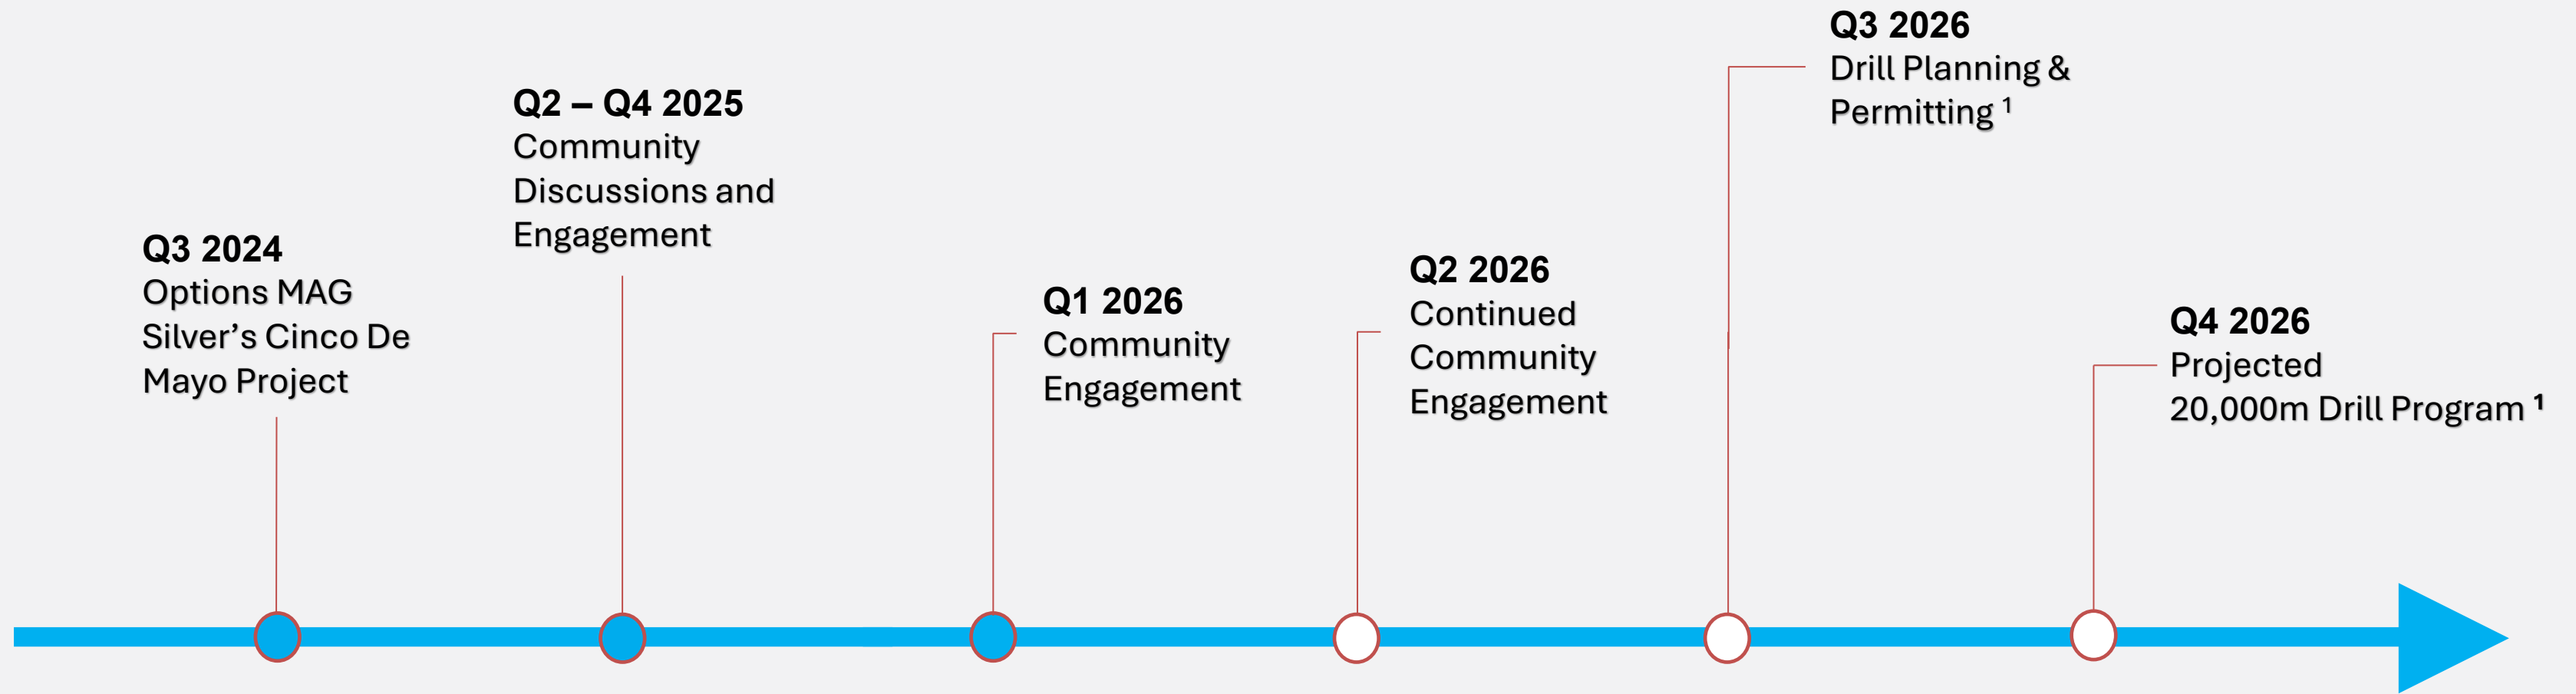 Q3 2024
Options MAG
Silver’s Cinco De
Mayo Project
Q2 – Q4 2025
Community
Discussions and
Engagement
Q1 2026
Community
Engagement
Q2 2026
Continued
Community
Engagement
Q3 2026
Drill Planning &
Permitting ¹
Q4 2026
Projected
20,000m Drill Program ¹